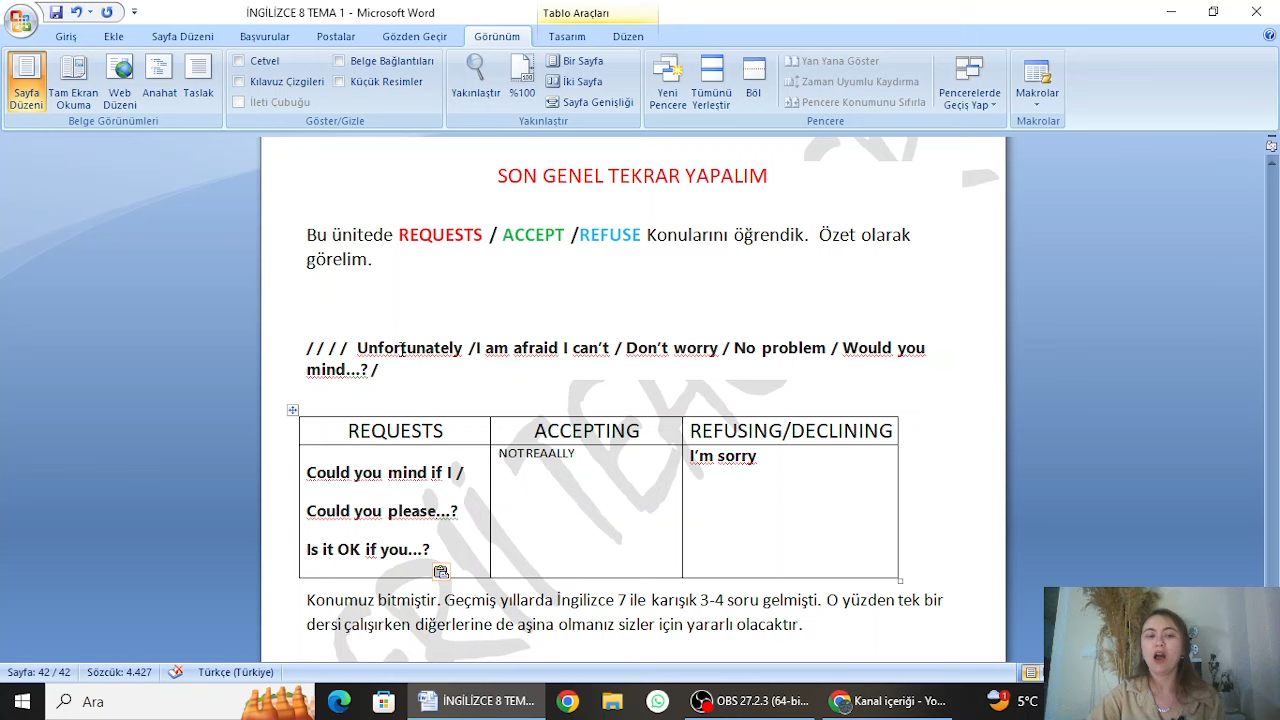 İNGİLİZCE 8 TEMA 1 - Microsoft Word
Tablo Araçları
Giriş Ekle Sayfa Düzeni Başvurular Postalar Gözden Geçir Görünüm Tasarım Düzen
Sayfa Düzeni
Tam Ekran Okuma
Web Düzeni
Anahat
Taslak
Belge Görünümleri
Cetvel
Kılavuz Çizgileri
İleti Çubuğu
Belge Bağlantıları
Küçük Resimler
Göster/Gizle
Yakınlaştır
%100
Bir Sayfa
İki Sayfa
Sayfa Genişliği
Yakınlaştır
Yeni Pencere
Tümünü Yerleştir
Böl
Yan Yana Göster
Zaman Uyumlu Kaydırma
Pencere Konumunu Sıfırla
Pencerelerde Geçiş Yap
Pencere
Makrolar
Makrolar
SON GENEL TEKRAR YAPALIM
Bu ünitede REQUESTS / ACCEPT /REFUSE Konularını öğrendik. Özet olarak
görelim.
/ / / / Unfortunately /I am afraid I can't / Don't worry / No problem / Would you
mind...? /
REQUESTS ACCEPTING REFUSING/DECLINING
Could you mind if I /
Could you please...?
Is it OK if you...?
NOT REAALLY
I'm sorry
Konumuz bitmiştir. Geçmiş yıllarda İngilizce 7 ile karışık 3-4 soru gelmişti. O yüzden tek bir
dersi çalışırken diğerlerine de aşina olmanız sizler için yararlı olacaktır.
Sayfa: 42 / 42 Sözcük: 4.427 Türkçe (Türkiye)
Ara
İNGİLİZCE 8 TEM...
OBS 27.2.3 (64-bi...
Kanal içeriği - Yo...
5°C